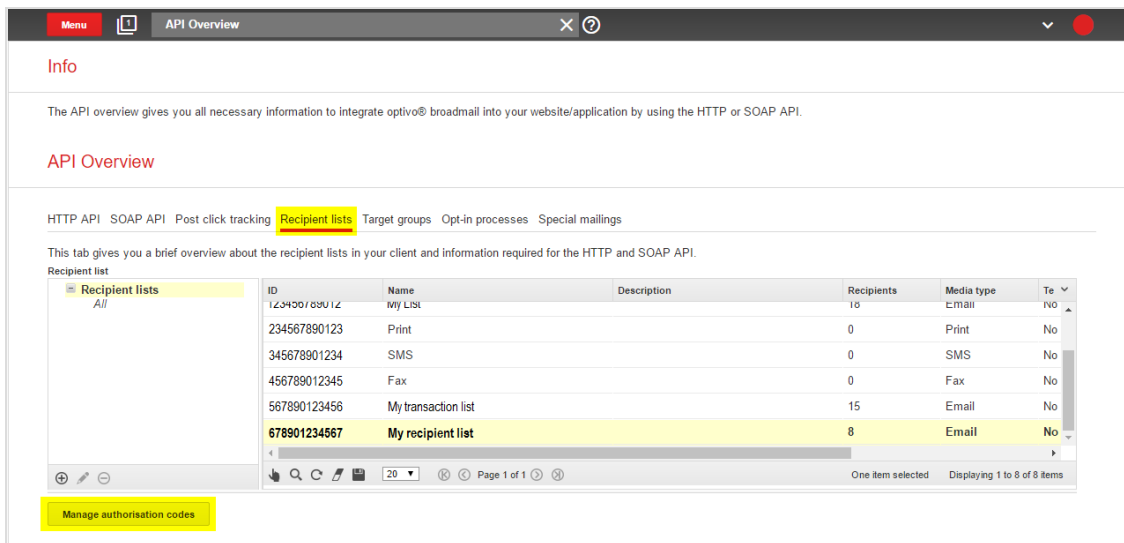 Menu 1 API Overview
Info
The API overview gives you all necessary information to integrate optivo® broadmail into your website/application by using the HTTP or SOAP API.
API Overview
HTTP API SOAP API Post click tracking Recipient lists Target groups Opt-in processes Special mailings
This tab gives you a brief overview about the recipient lists in your client and information required for the HTTP and SOAP API.
Recipient list
Recipient lists
All
ID Name Description Recipients Media type Te
123456789012 My List 18 Email No
234567890123 Print 0 Print No
345678901234 SMS 0 SMS No
456789012345 Fax 0 Fax No
567890123456 My transaction list 15 Email No
678901234567 My recipient list 8 Email No
20 Page 1 of 1 One item selected Displaying 1 to 8 of 8 items
Manage authorisation codes